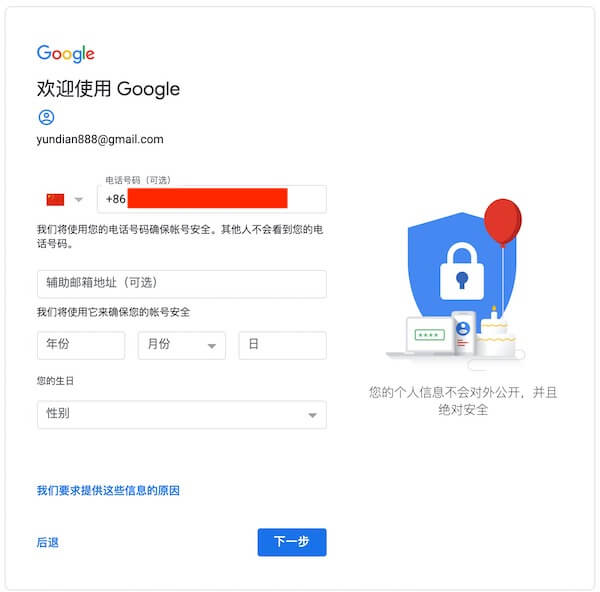 Google
欢迎使用 Google
yundian888@gmail.com
电话号码（可选）
+86
我们将使用您的电话号码确保帐号安全。其他人不会看到您的电
话号码。
辅助邮箱地址（可选）
我们将使用它来确保您的帐号安全
年份
月份
日
您的生日
性别
您的个人信息不会对外公开，并且
绝对安全
我们要求提供这些信息的原因
后退
下一步